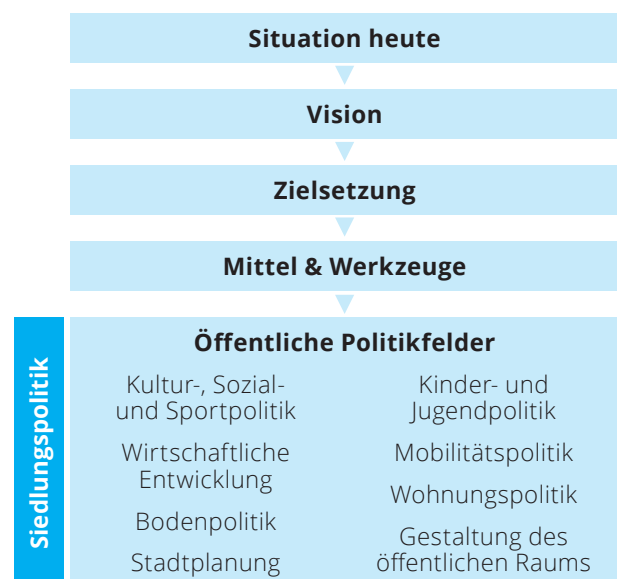 Situation heute
Vision
Zielsetzung
Mittel & Werkzeuge
Siedlungspolitik
Öffentliche Politikfelder
Kultur-, Sozial-
und Sportpolitik
Wirtschaftliche
Entwicklung
Bodenpolitik
Stadtplanung
Kinder- und
Jugendpolitik
Mobilitätspolitik
Wohnungspolitik
Gestaltung des
öffentlichen Raums